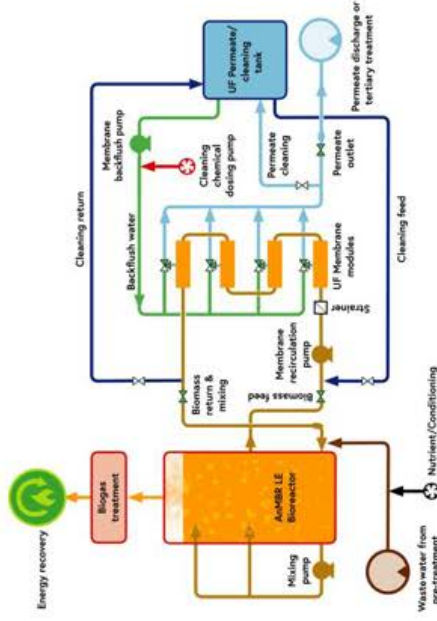 Energy recovery
Biogas
treatment
AnMBR LE
Bioreactor
Mixing
pump
Wastewater from
pre-treatment
Nutrient/Conditioning
Cleaning return
Biomass
return &
mixing
Biomass feed
Membrane
recirculation
pump
Strainer
UF Membrane
modules
Backflush water
Membrane
backflush pump
Cleaning
chemical
dosing pump
UF Permeate/
cleaning
tank
Permeate
cleaning
Permeate
outlet
Cleaning feed
Permeate discharge or
tertiary treatment